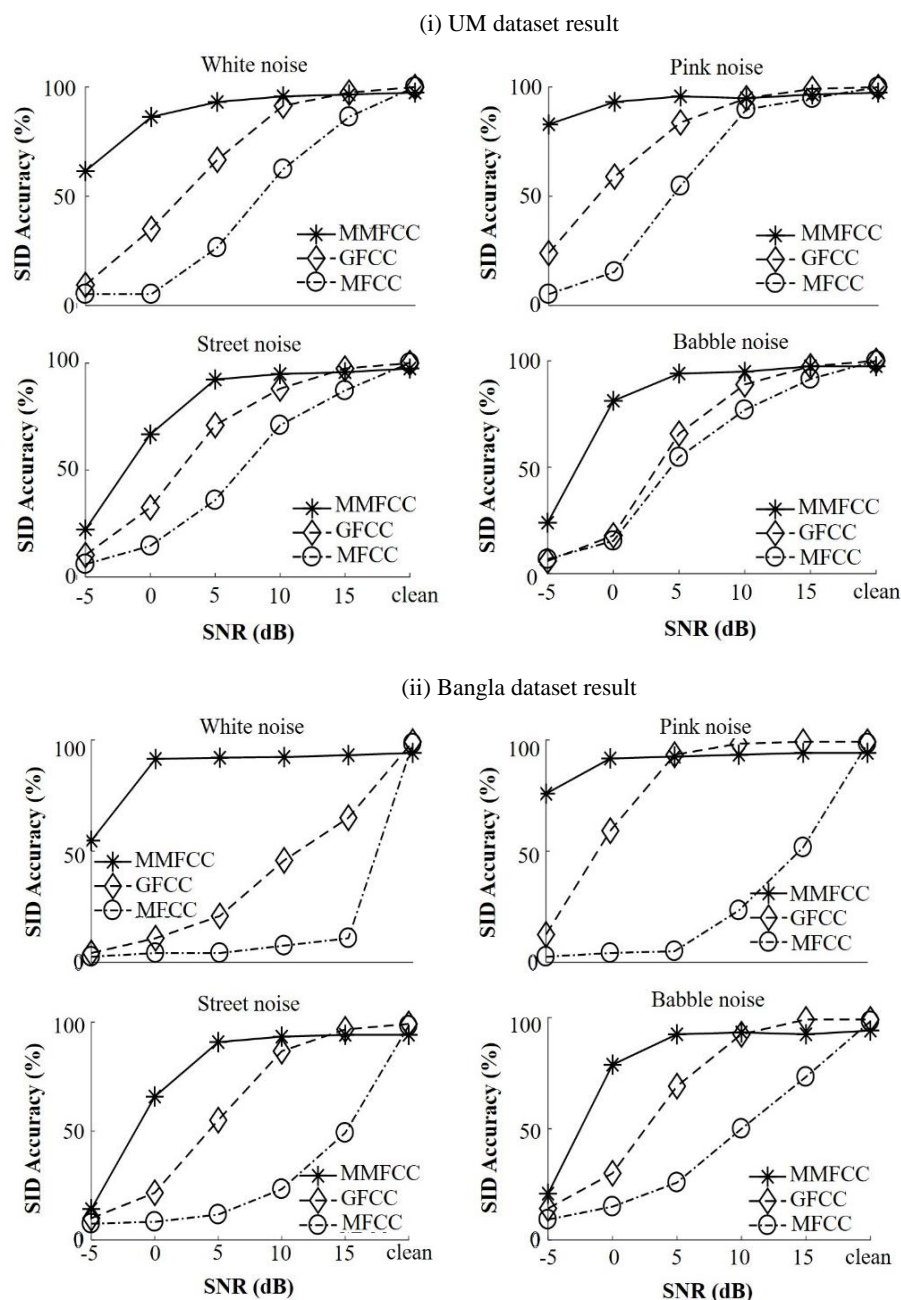 (i) UM dataset result
White noise
SID Accuracy (%)
100
50
0
MMFCC
GFCC
MFCC
Pink noise
SID Accuracy (%)
100
50
0
MMFCC
GFCC
MFCC
Street noise
SID Accuracy (%)
100
50
0
MMFCC
GFCC
MFCC
-5 0 5 10 15 clean
SNR (dB)
Babble noise
SID Accuracy (%)
100
50
0
MMFCC
GFCC
MFCC
-5 0 5 10 15 clean
SNR (dB)
(ii) Bangla dataset result
White noise
SID Accuracy (%)
100
50
0
MMFCC
GFCC
MFCC
Pink noise
SID Accuracy (%)
100
50
0
MMFCC
GFCC
MFCC
Street noise
SID Accuracy (%)
100
50
0
MMFCC
GFCC
MFCC
-5 0 5 10 15 clean
SNR (dB)
Babble noise
SID Accuracy (%)
100
50
0
MMFCC
GFCC
MFCC
-5 0 5 10 15 clean
SNR (dB)